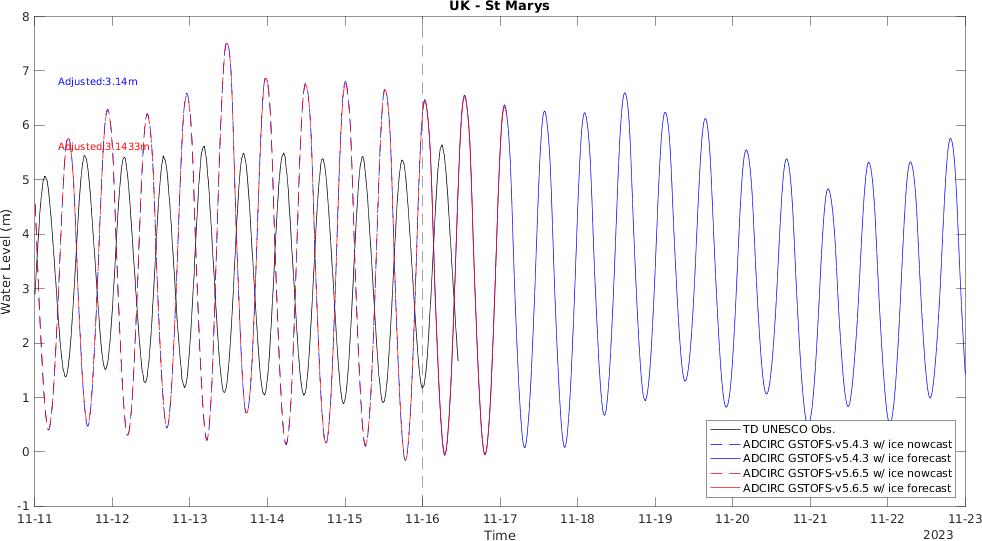 UK - St Marys
8
7
6
5
4
3
2
1
0
-1
Water Level (m)
Adjusted:3.14m
Adjusted:3.1433m
TD UNESCO Obs.
ADCIRC GSTOFS-v5.4.3 w/ ice nowcast
ADCIRC GSTOFS-v5.4.3 w/ ice forecast
ADCIRC GSTOFS-v5.6.5 w/ ice nowcast
ADCIRC GSTOFS-v5.6.5 w/ ice forecast
11-11 11-12 11-13 11-14 11-15 11-16 11-17 11-18 11-19 11-20 11-21 11-22 11-23
Time
2023